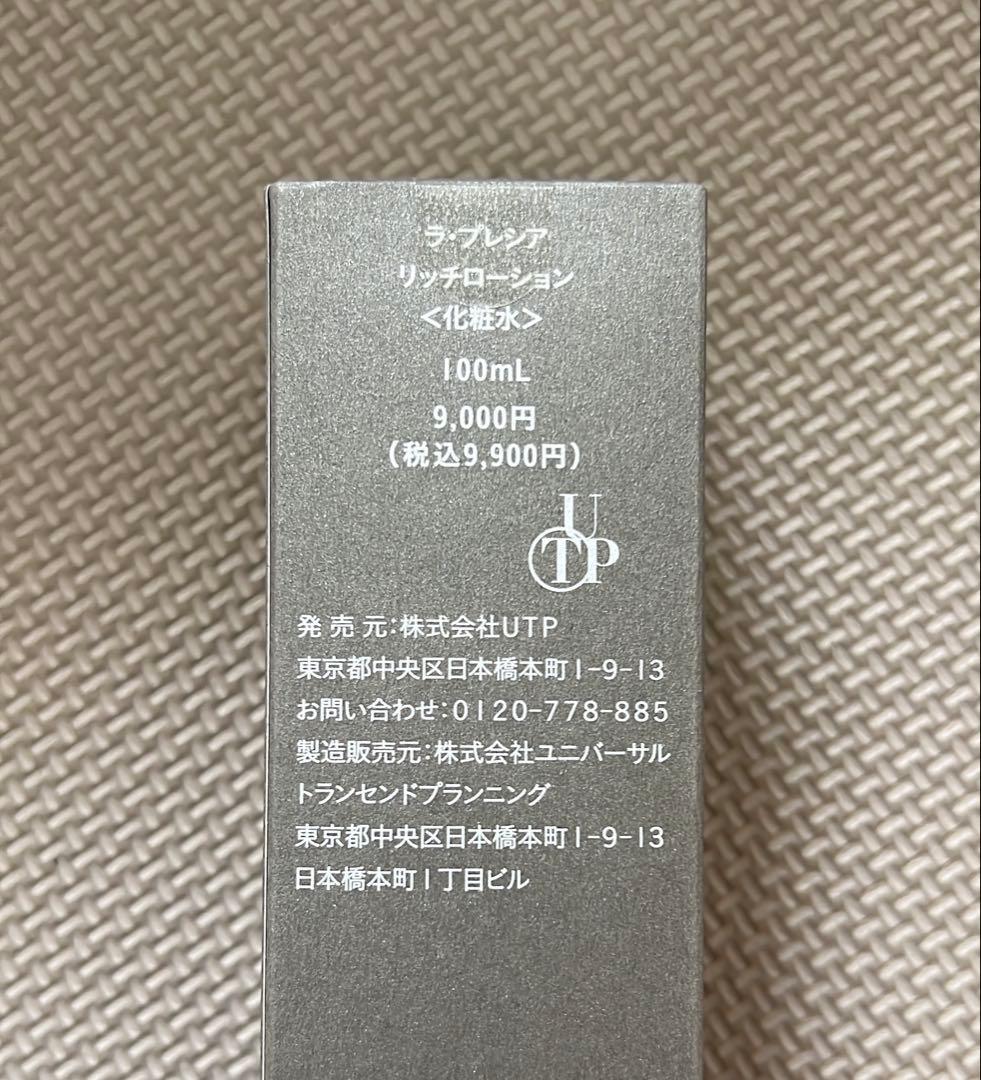 ラ・プレシア
リッチローション
<化粧水>
100mL
9,000円
(税込9,900円)
UTP
発売元:株式会社UTP
東京都中央区日本橋本町1-9-13
お問い合わせ:0120-778-885
製造販売元:株式会社ユニバーサル
トランセンドプランニング
東京都中央区日本橋本町1-9-13
日本橋本町1丁目ビル